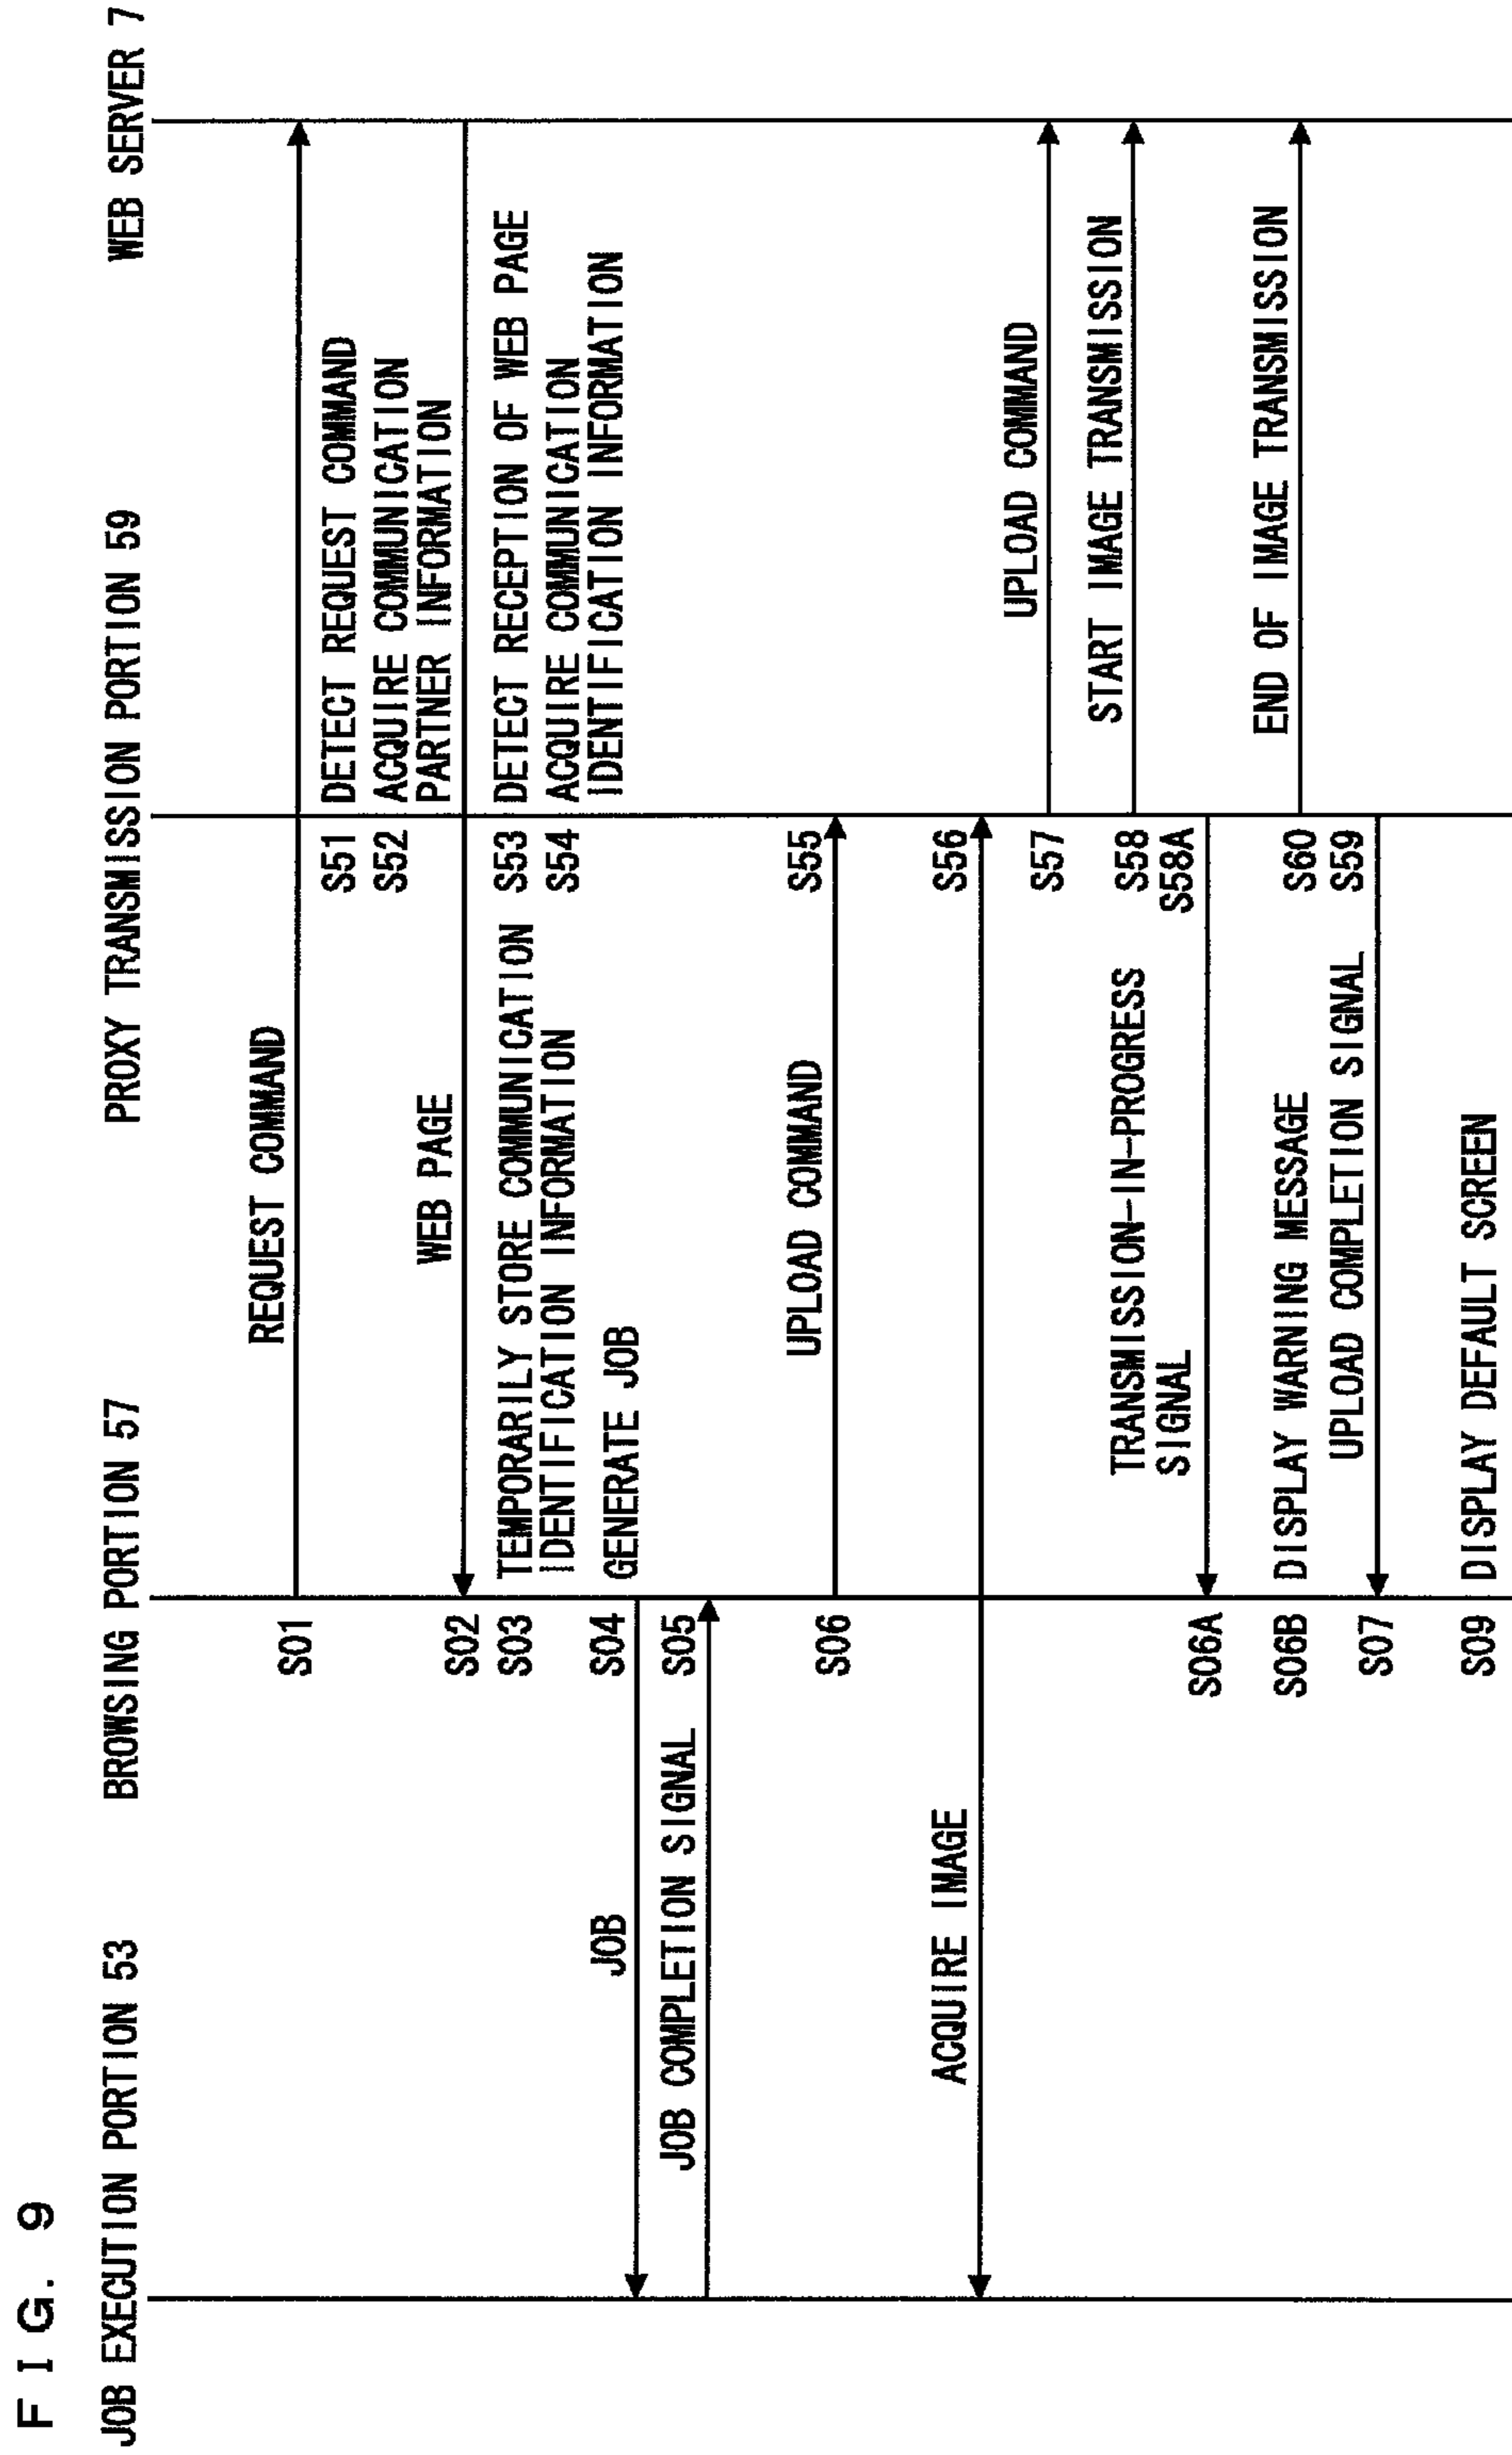 FIG. 9
JOB EXECUTION PORTION 53
BROWSING PORTION 57
PROXY TRANSMISSION PORTION 59
WEB SERVER 7
REQUEST COMMAND
S01
S51 DETECT REQUEST COMMAND
S52 ACQUIRE COMMUNICATION
PARTNER INFORMATION
WEB PAGE
S02
S03 TEMPORARILY STORE COMMUNICATION
IDENTIFICATION INFORMATION
S53 DETECT RECEPTION OF WEB PAGE
S54 ACQUIRE COMMUNICATION
IDENTIFICATION INFORMATION
JOB
S04 GENERATE JOB
JOB COMPLETION SIGNAL S05
UPLOAD COMMAND
S06
S55
ACQUIRE IMAGE
S56
UPLOAD COMMAND
S57
START IMAGE TRANSMISSION
S58
TRANSMISSION-IN-PROGRESS
SIGNAL
S58A
S06A
S06B DISPLAY WARNING MESSAGE
END OF IMAGE TRANSMISSION
S60
UPLOAD COMPLETION SIGNAL S59
S07
S09 DISPLAY DEFAULT SCREEN